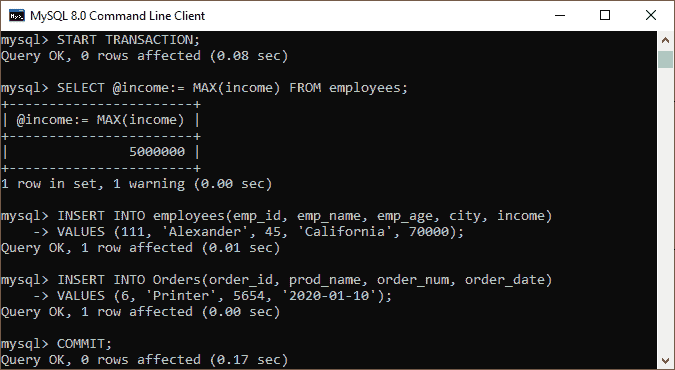 MySQL 8.0 Command Line Client
mysql> START TRANSACTION;
Query OK, 0 rows affected (0.08 sec)
mysql> SELECT @income:= MAX(income) FROM employees;
+-----------------------+
| @income:= MAX(income) |
+-----------------------+
|               5000000 |
+-----------------------+
1 row in set, 1 warning (0.00 sec)
mysql> INSERT INTO employees(emp_id, emp_name, emp_age, city, income)
    -> VALUES (111, 'Alexander', 45, 'California', 70000);
Query OK, 1 row affected (0.01 sec)
mysql> INSERT INTO Orders(order_id, prod_name, order_num, order_date)
    -> VALUES (6, 'Printer', 5654, '2020-01-10');
Query OK, 1 row affected (0.00 sec)
mysql> COMMIT;
Query OK, 0 rows affected (0.17 sec)